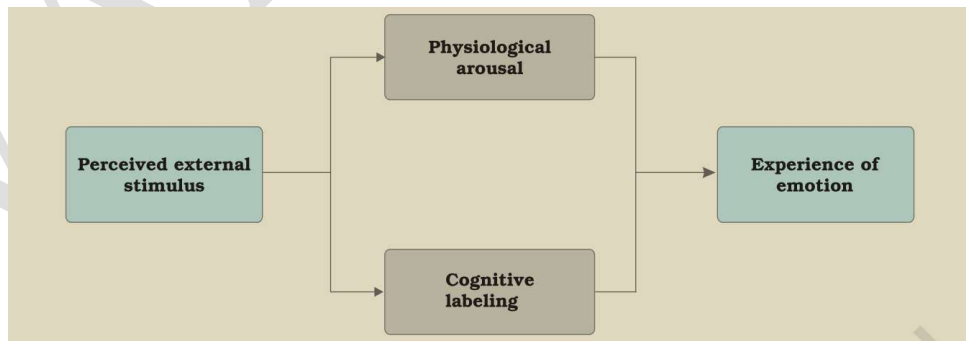 Physiological
arousal
Perceived external
stimulus
Experience of
emotion
Cognitive
labeling